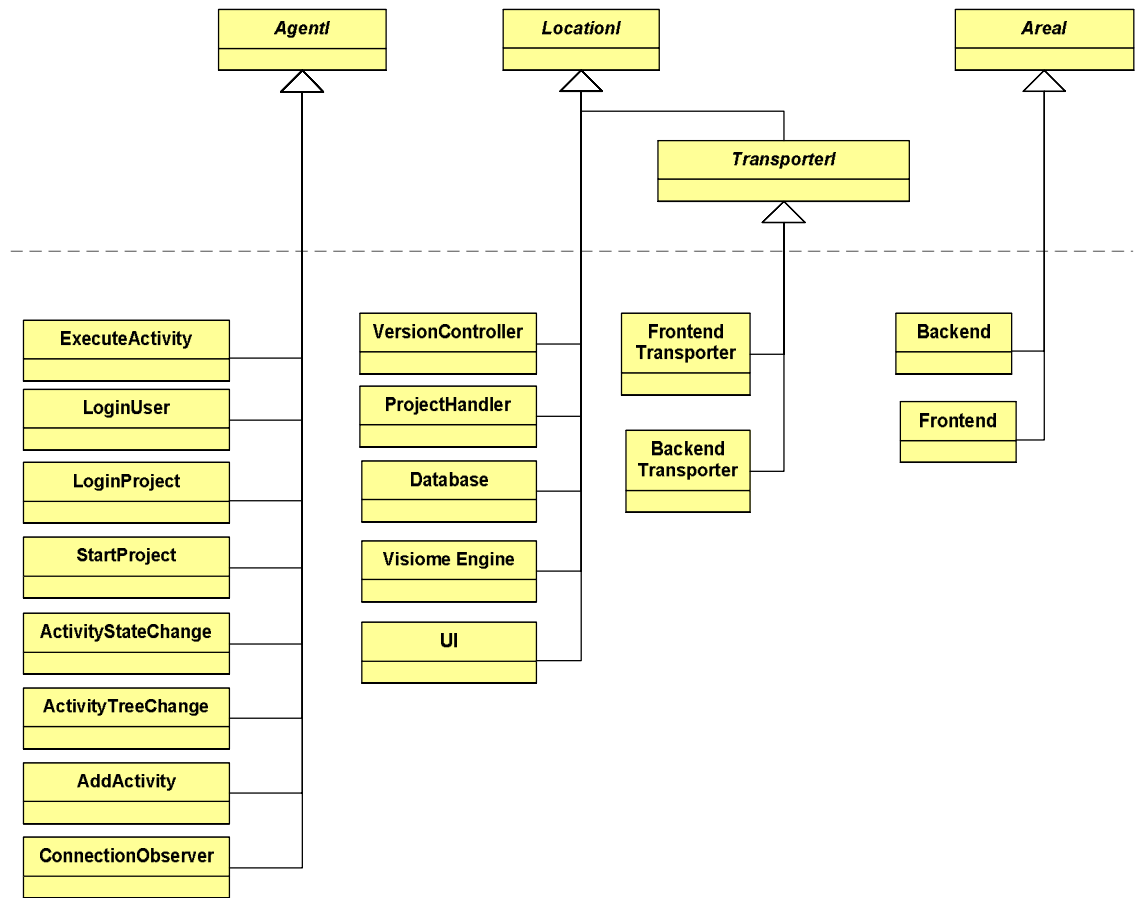 AgentI
LocationI
AreaI
TransporterI
ExecuteActivity
LoginUser
LoginProject
StartProject
ActivityStateChange
ActivityTreeChange
AddActivity
ConnectionObserver
VersionController
ProjectHandler
Database
Visiome Engine
UI
Frontend
Transporter
Backend
Transporter
Backend
Frontend